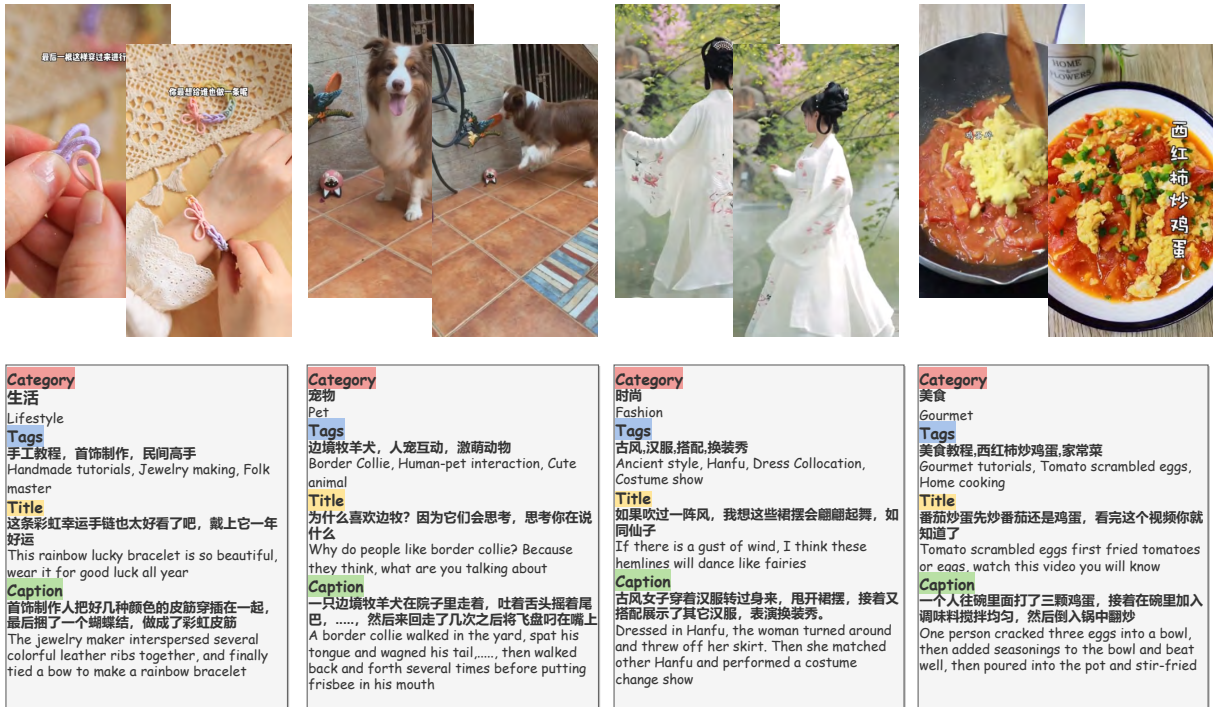 最后一根这样穿过来进行
你最想给谁也做一条呢
HOME
FLOWERS
西红柿炒鸡蛋
Category
生活
Lifestyle
Tags
手工教程，首饰制作，民间高手
Handmade tutorials, Jewelry making, Folk
master
Title
这条彩虹幸运手链也太好看了吧，戴上它一年
好运
This rainbow lucky bracelet is so beautiful,
wear it for good luck all year
Caption
首饰制作人把好几种颜色的皮筋穿插在一起，
最后捆了一个蝴蝶结，做成了彩虹皮筋
The jewelry maker interspersed several
colorful leather ribs together, and finally
tied a bow to make a rainbow bracelet
Category
宠物
Pet
Tags
边境牧羊犬，人宠互动，激萌动物
Border Collie, Human-pet interaction, Cute
animal
Title
为什么喜欢边牧？因为它们会思考，思考你在说
什么
Why do people like border collie? Because
they think, what are you talking about
Caption
一只边境牧羊犬在院子里走着，吐着舌头摇着尾
巴，.....，然后来回走了几次之后将飞盘叼在嘴上
A border collie walked in the yard, spat his
tongue and wagned his tail,....., then walked
back and forth several times before putting
frisbee in his mouth
Category
时尚
Fashion
Tags
古风,汉服,搭配,换装秀
Ancient style, Hanfu, Dress Collocation,
Costume show
Title
如果吹过一阵风，我想这些裙摆会翩翩起舞，如
同仙子
If there is a gust of wind, I think these
hemlines will dance like fairies
Caption
古风女子穿着汉服转过身来，甩开裙摆，接着又
搭配展示了其它汉服，表演换装秀。
Dressed in Hanfu, the woman turned around
and threw off her skirt. Then she matched
other Hanfu and performed a costume
change show
Category
美食
Gourmet
Tags
美食教程,西红柿炒鸡蛋,家常菜
Gourmet tutorials, Tomato scrambled eggs,
Home cooking
Title
番茄炒蛋先炒番茄还是鸡蛋，看完这个视频你就
知道了
Tomato scrambled eggs first fried tomatoes
or eggs, watch this video you will know
Caption
一个人往碗里面打了三颗鸡蛋，接着在碗里加入
调味料搅拌均匀，然后倒入锅中翻炒
One person cracked three eggs into a bowl,
then added seasonings to the bowl and beat
well, then poured into the pot and stir-fried